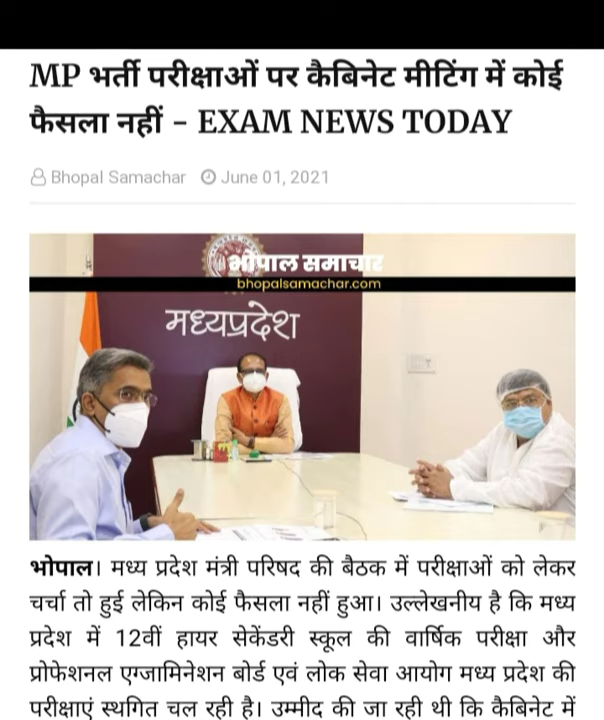 MP भर्ती परीक्षाओं पर कैबिनेट मीटिंग में कोई
फैसला नहीं - EXAM NEWS TODAY
Bhopal Samachar June 01, 2021
भोपाल समाचार
bhopalsamachar.com
मध्यप्रदेश
भोपाल। मध्य प्रदेश मंत्री परिषद की बैठक में परीक्षाओं को लेकर
चर्चा तो हुई लेकिन कोई फैसला नहीं हुआ। उल्लेखनीय है कि मध्य
प्रदेश में 12वीं हायर सेकेंडरी स्कूल की वार्षिक परीक्षा और
प्रोफेशनल एग्जामिनेशन बोर्ड एवं लोक सेवा आयोग मध्य प्रदेश की
परीक्षाएं स्थगित चल रही है। उम्मीद की जा रही थी कि कैबिनेट में